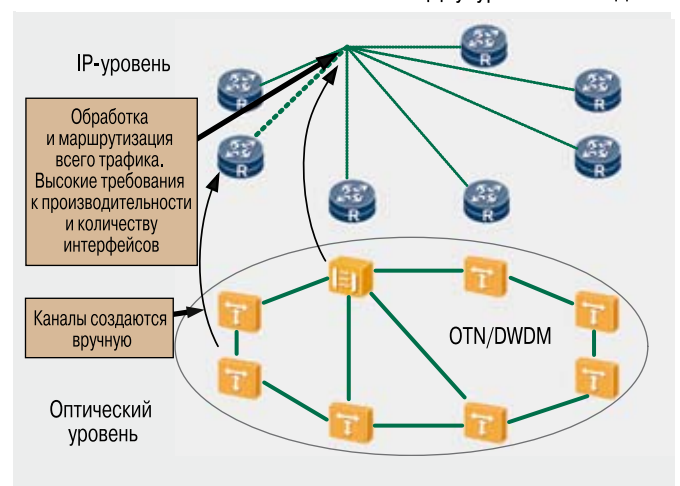 IP-уровень
Обработка
и маршрутизация
всего трафика.
Высокие требования
к производительности
и количеству
интерфейсов
R
R
R
R
R
R
R
Каналы создаются
вручную
OTN/DWDM
Оптический
уровень